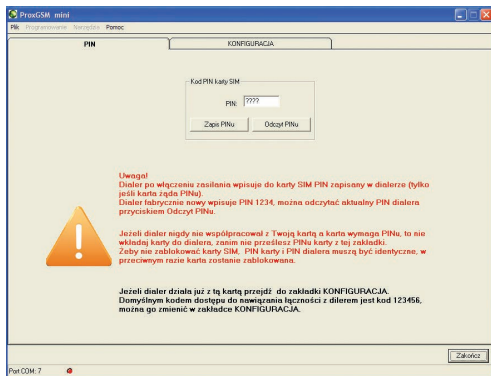 ProxGSM mini
Plik Programowanie Narzędzia Pomoc
PIN KONFIGURACJA
Kod PIN karty SIM
PIN: ????
Zapis PINu Odczyt PINu
Uwaga!
Dialer po włączeniu zasilania wpisuje do karty SIM PIN zapisany w dialerze (tylko
jeśli karta żąda PINu).
Dialer fabrycznie nowy wpisuje PIN 1234, można odczytać aktualny PIN dialera
przyciskiem Odczyt PINu.
Jeżeli dialer nigdy nie współpracował z Twoją kartą a karta wymaga PINu, to nie
wkładaj karty do dialera, zanim nie prześlesz PINu karty z tej zakładki.
Żeby nie zablokować karty SIM, PIN karty i PIN dialera muszą być identyczne, w
przeciwnym razie karta zostanie zablokowana.
Jeżeli dialer działa już z tą kartą przejdź do zakładki KONFIGURACJA.
Domyślnym kodem dostępu do nawiązania łączności z dilerem jest kod 123456,
można go zmienić w zakładce KONFIGURACJA.
Zakończ
Port COM: 7